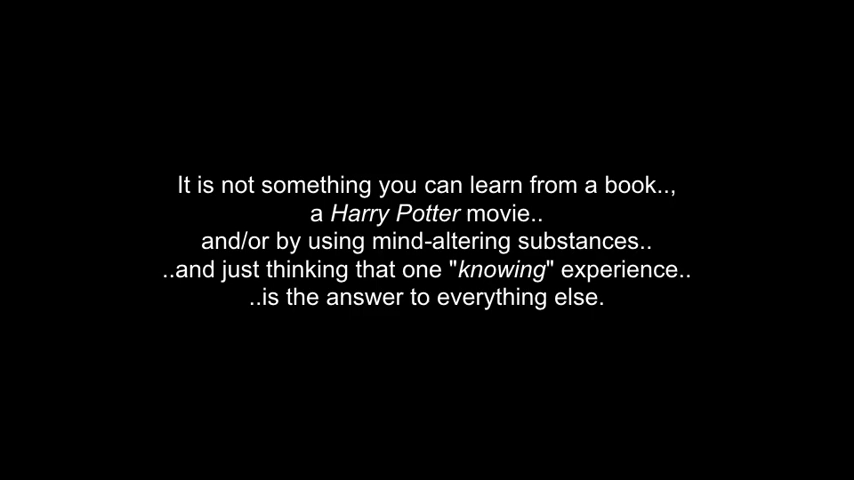 It is not something you can learn from a book..,
a Harry Potter movie..
and/or by using mind-altering substances..
..and just thinking that one "knowing" experience..
..is the answer to everything else.